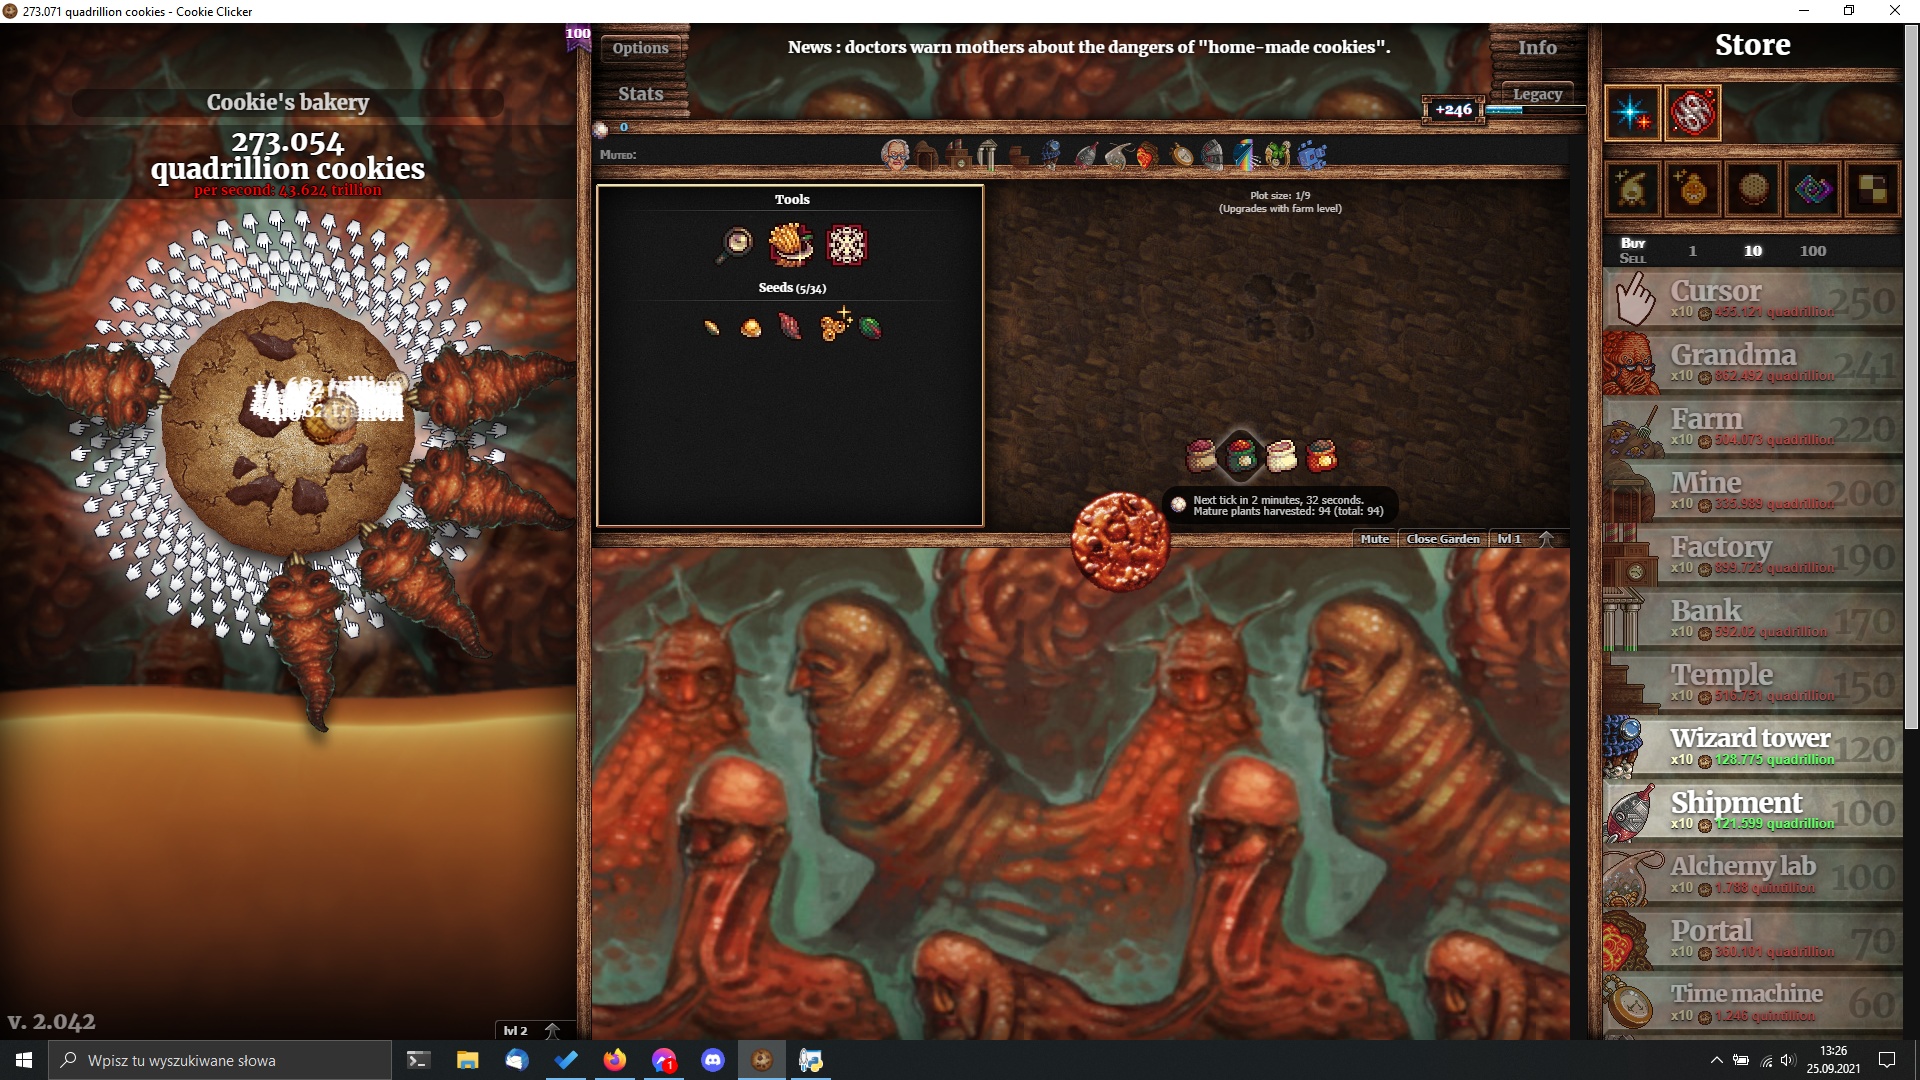 273.071 quadrillion cookies - Cookie Clicker
100
Options
Stats
News : doctors warn mothers about the dangers of "home-made cookies".
Info
Legacy
+246
Cookie's bakery
273.054
quadrillion cookies
per second: 43.624 trillion
0
Muted:
Tools
Seeds (5/34)
Plot size: 1/9
(Upgrades with farm level)
Next tick in 2 minutes, 32 seconds.
Mature plants harvested: 94 (total: 94)
Mute
Close Garden
lvl 1
v. 2.042
lvl 2
Store
Buy
Sell
1
10
100
Cursor
250
x10 455.121 quadrillion
Grandma
241
x10 862.492 quadrillion
Farm
220
x10 504.073 quadrillion
Mine
200
x10 335.989 quadrillion
Factory
190
x10 899.723 quadrillion
Bank
170
x10 592.02 quadrillion
Temple
150
x10 516.751 quadrillion
Wizard tower
120
x10 128.775 quadrillion
Shipment
100
x10 121.599 quadrillion
Alchemy lab
100
x10 1.788 quintillion
Portal
70
x10 360.101 quadrillion
Time machine
60
x10 1.246 quintillion
Wpisz tu wyszukiwane słowa
1
13:26
25.09.2021